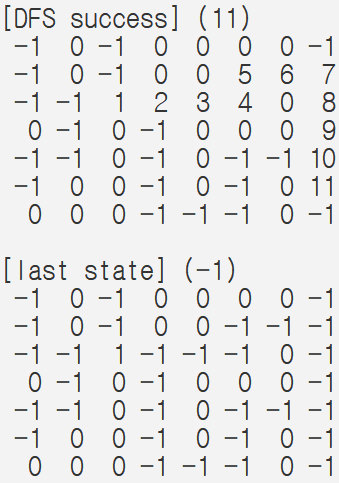 [DFS success] (11)
-1 0 -1 0 0 0 0 -1
-1 0 -1 0 0 5 6 7
-1 -1 1 2 3 4 0 8
0 -1 0 -1 0 0 0 9
-1 -1 0 -1 0 -1 -1 10
-1 0 0 -1 0 -1 0 11
0 0 0 -1 -1 -1 0 -1
[last state] (-1)
-1 0 -1 0 0 0 0 -1
-1 0 -1 0 0 -1 -1 -1
-1 -1 1 -1 -1 -1 0 -1
0 -1 0 -1 0 0 0 -1
-1 -1 0 -1 0 -1 -1 -1
-1 0 0 -1 0 -1 0 -1
0 0 0 -1 -1 -1 0 -1